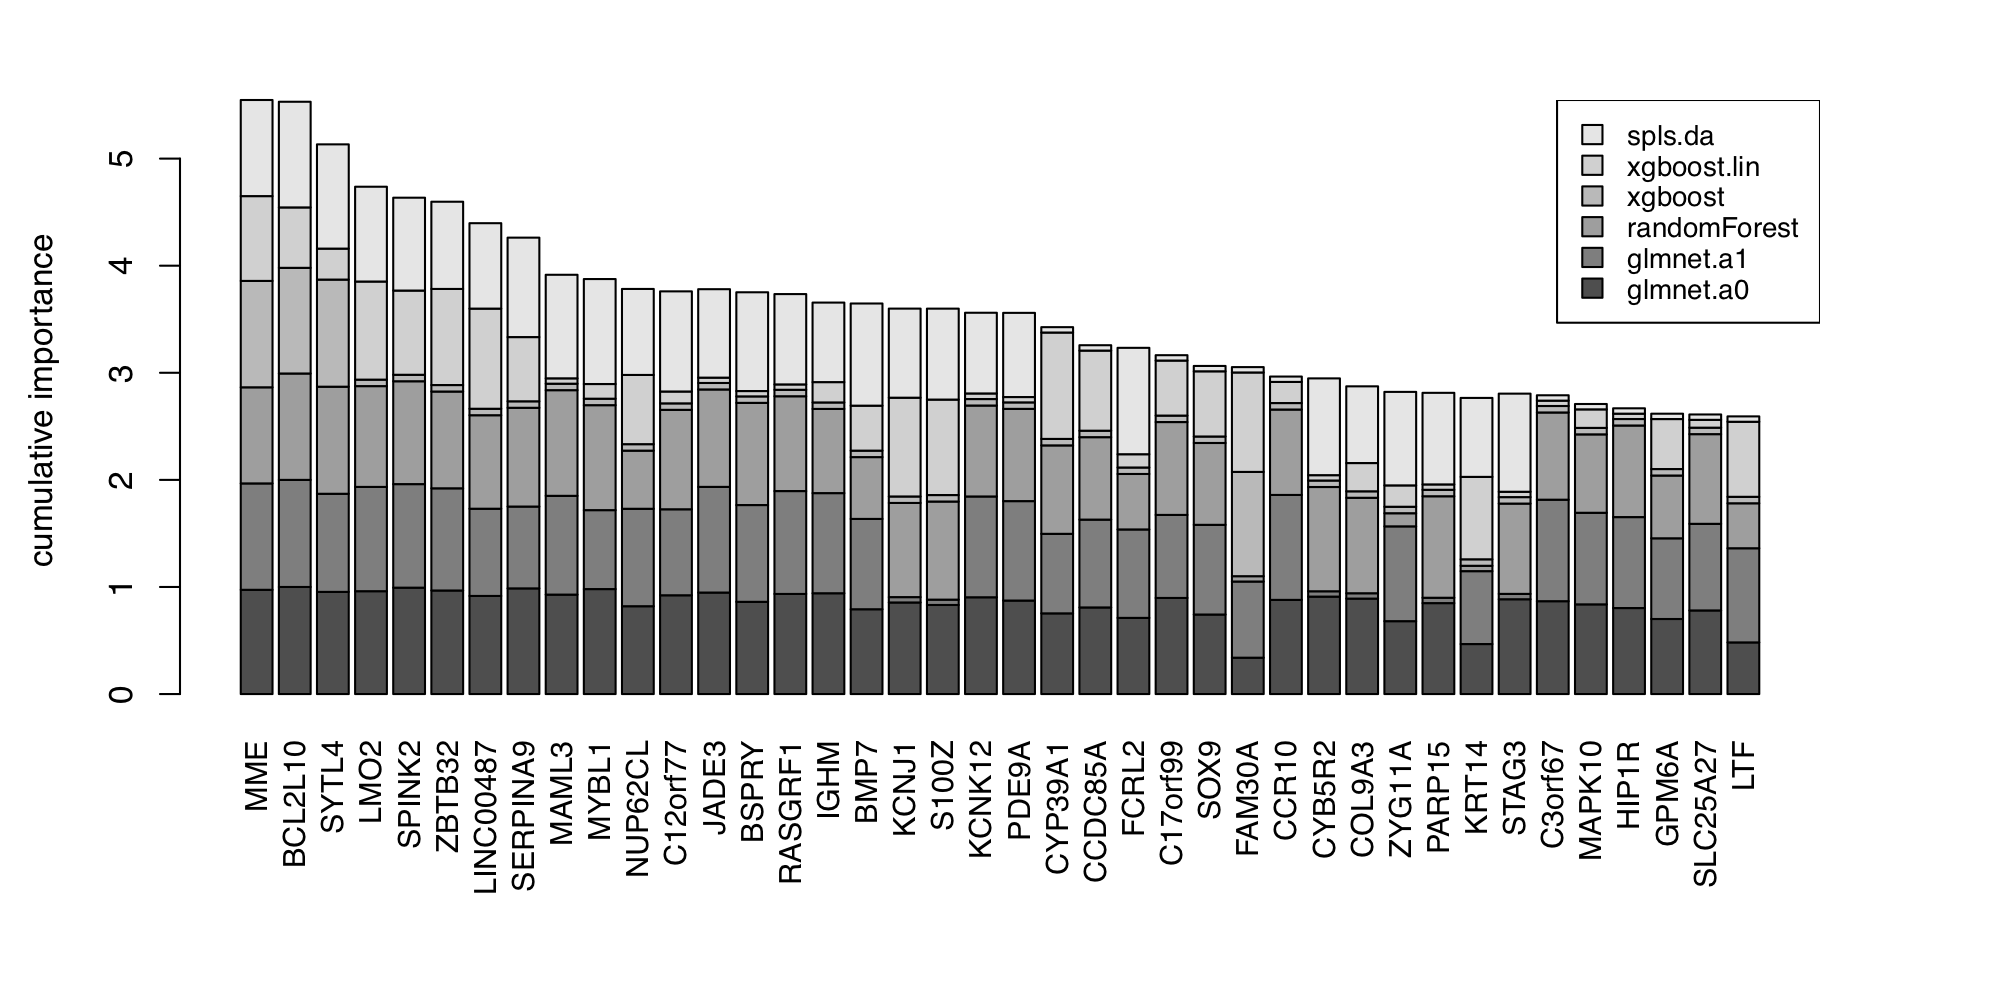 cumulative importance
5
4
3
2
1
0
spls.da
xgboost.lin
xgboost
randomForest
glmnet.a1
glmnet.a0
MME
BCL2L10
SYTL4
LMO2
SPINK2
ZBTB32
LINC00487
SERPINA9
MAML3
MYBL1
NUP62CL
C12orf77
JADE3
BSPRY
RASGRF1
IGHM
BMP7
KCNJ1
S100Z
KCNK12
PDE9A
CYP39A1
CCDC85A
FCRL2
C17orf99
SOX9
FAM30A
CCR10
CYB5R2
COL9A3
ZYG11A
PARP15
KRT14
STAG3
C3orf67
MAPK10
HIP1R
GPM6A
SLC25A27
LTF